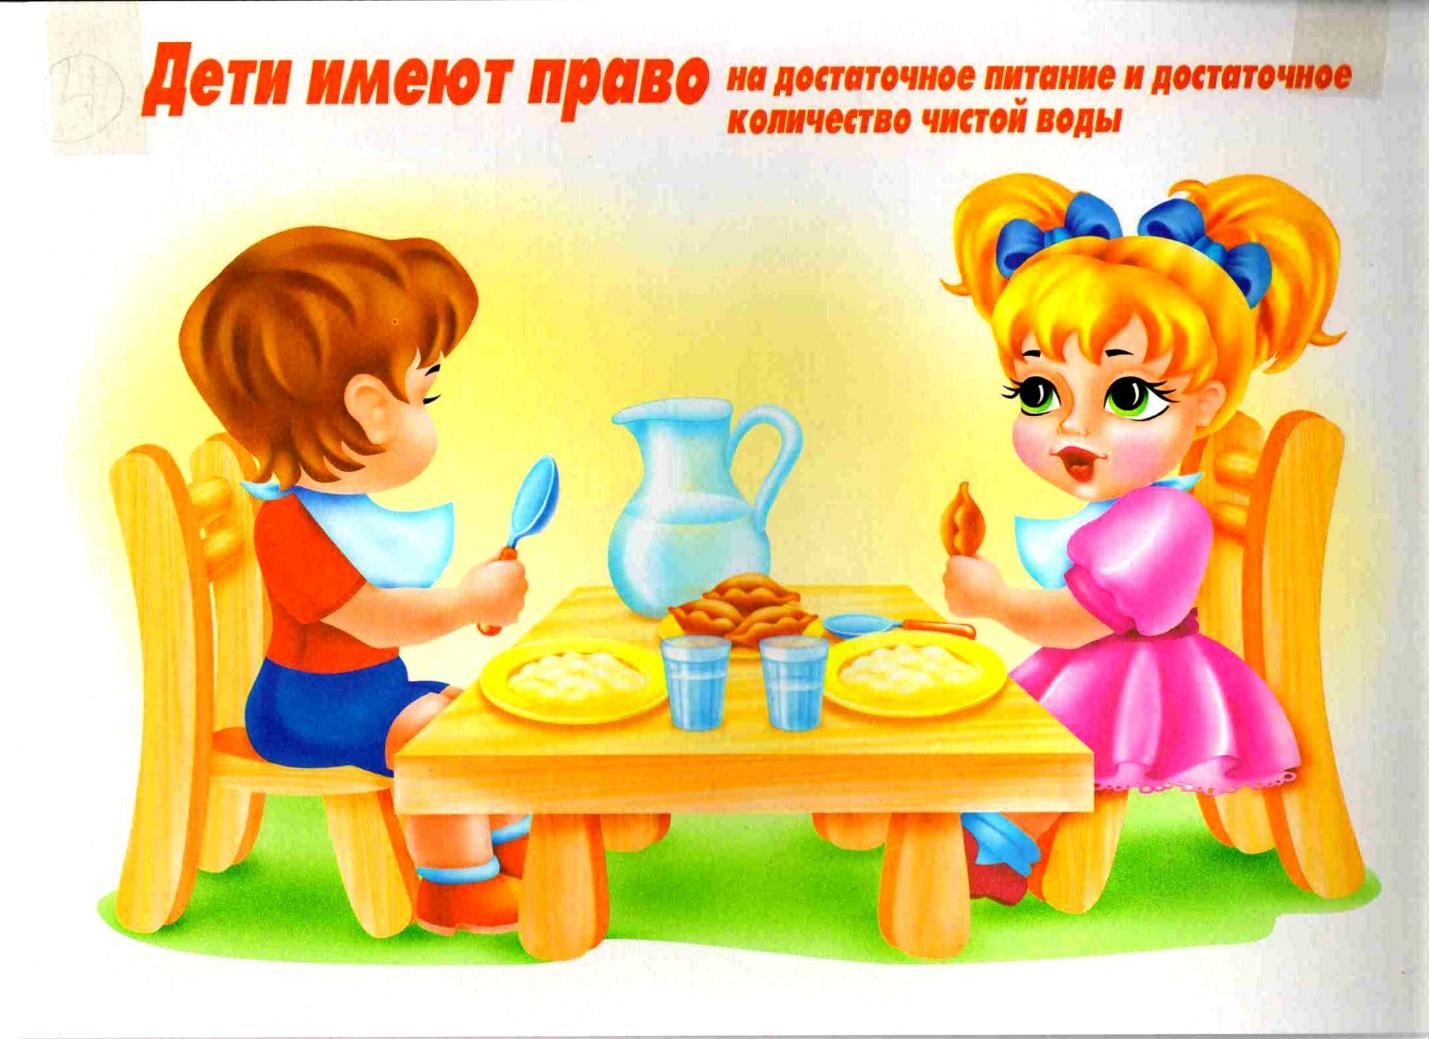 Дети имеют право на достаточное питание и достаточное
количество чистой воды